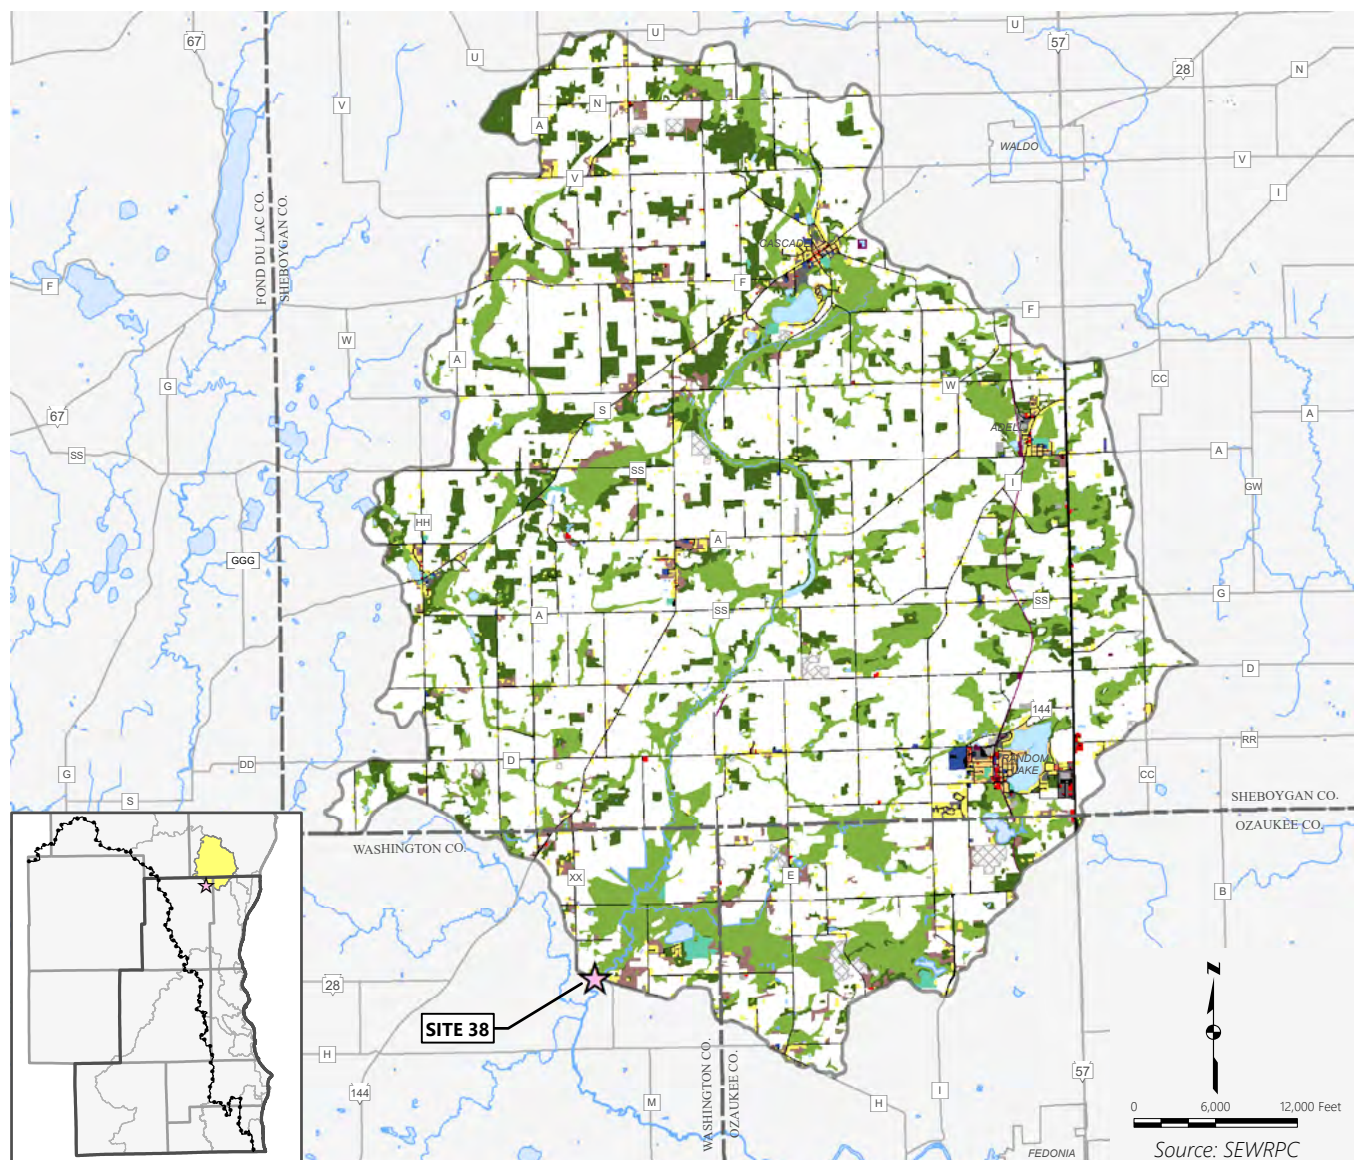 U
U
67
57
U
28
N
V
N
A
WALDO
V
V
I
FOND DU LAC CO.
SHEBOYGAN CO.
CASCADE
F
F
F
W
A
W
CC
G
S
A
67
ADELL
SS
SS
A
I
GW
HH
A
GGG
G
A
SS
SS
D
144
RANDOM
LAKE
RR
D
DD
CC
G
S
SHEBOYGAN CO.
OZAUKEE CO.
WASHINGTON CO.
XX
E
B
28
SITE 38
H
WASHINGTON CO.
OZAUKEE CO.
57
144
M
H
I
N
0 6,000 12,000 Feet
FEDONIA
Source: SEWRPC